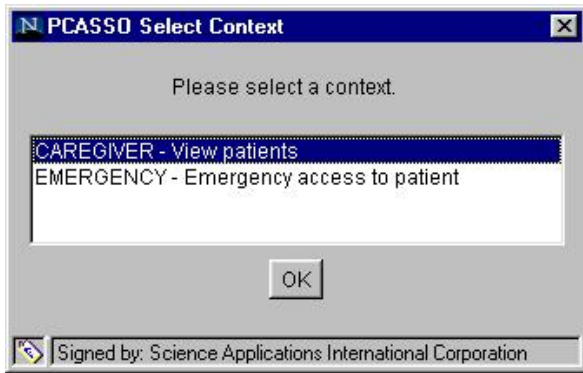 N PCASSO Select Context
Please select a context.
CAREGIVER - View patients
EMERGENCY - Emergency access to patient
OK
Signed by: Science Applications International Corporation